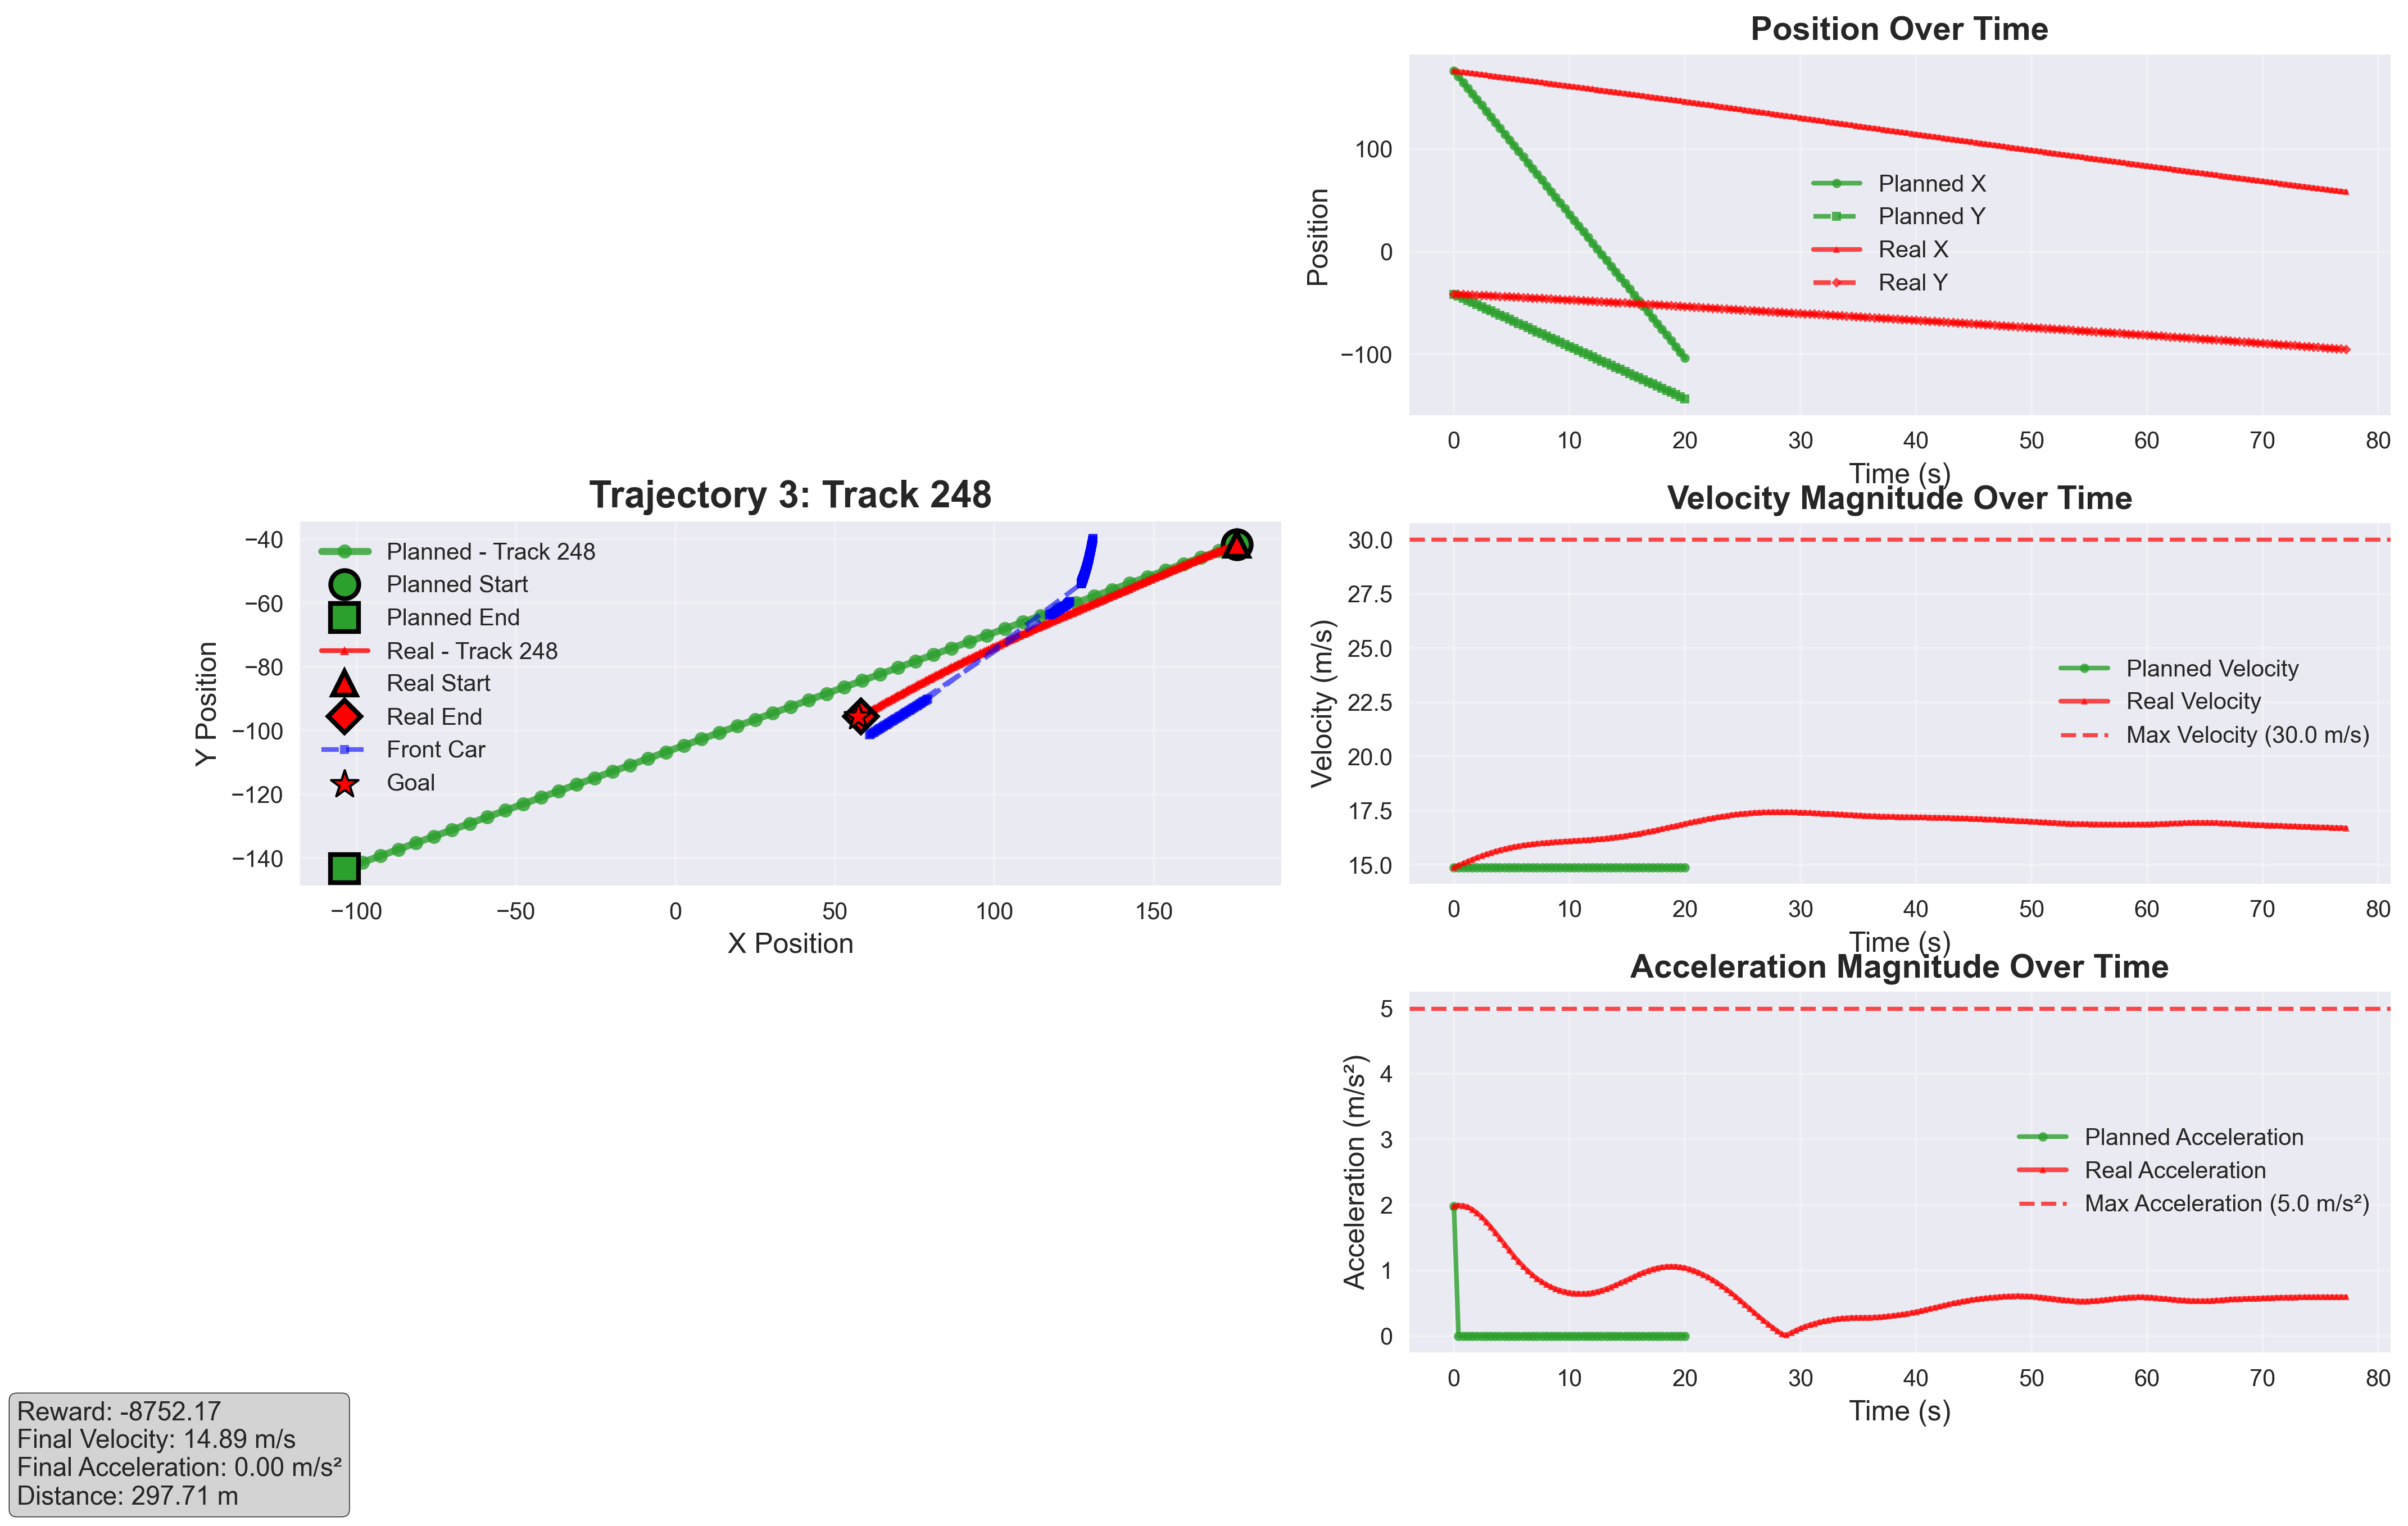 Position Over Time
100
0
−100
Position
Planned X
Planned Y
Real X
Real Y
0 10 20 30 40 50 60 70 80
Time (s)
Trajectory 3: Track 248
−40
−60
−80
−100
−120
−140
Y Position
Planned - Track 248
Planned Start
Planned End
Real - Track 248
Real Start
Real End
Front Car
Goal
−100 −50 0 50 100 150
X Position
Velocity Magnitude Over Time
30.0
27.5
25.0
22.5
20.0
17.5
15.0
Velocity (m/s)
Planned Velocity
Real Velocity
Max Velocity (30.0 m/s)
0 10 20 30 40 50 60 70 80
Time (s)
Acceleration Magnitude Over Time
5
4
3
2
1
0
Acceleration (m/s²)
Planned Acceleration
Real Acceleration
Max Acceleration (5.0 m/s²)
0 10 20 30 40 50 60 70 80
Time (s)
Reward: -8752.17
Final Velocity: 14.89 m/s
Final Acceleration: 0.00 m/s²
Distance: 297.71 m